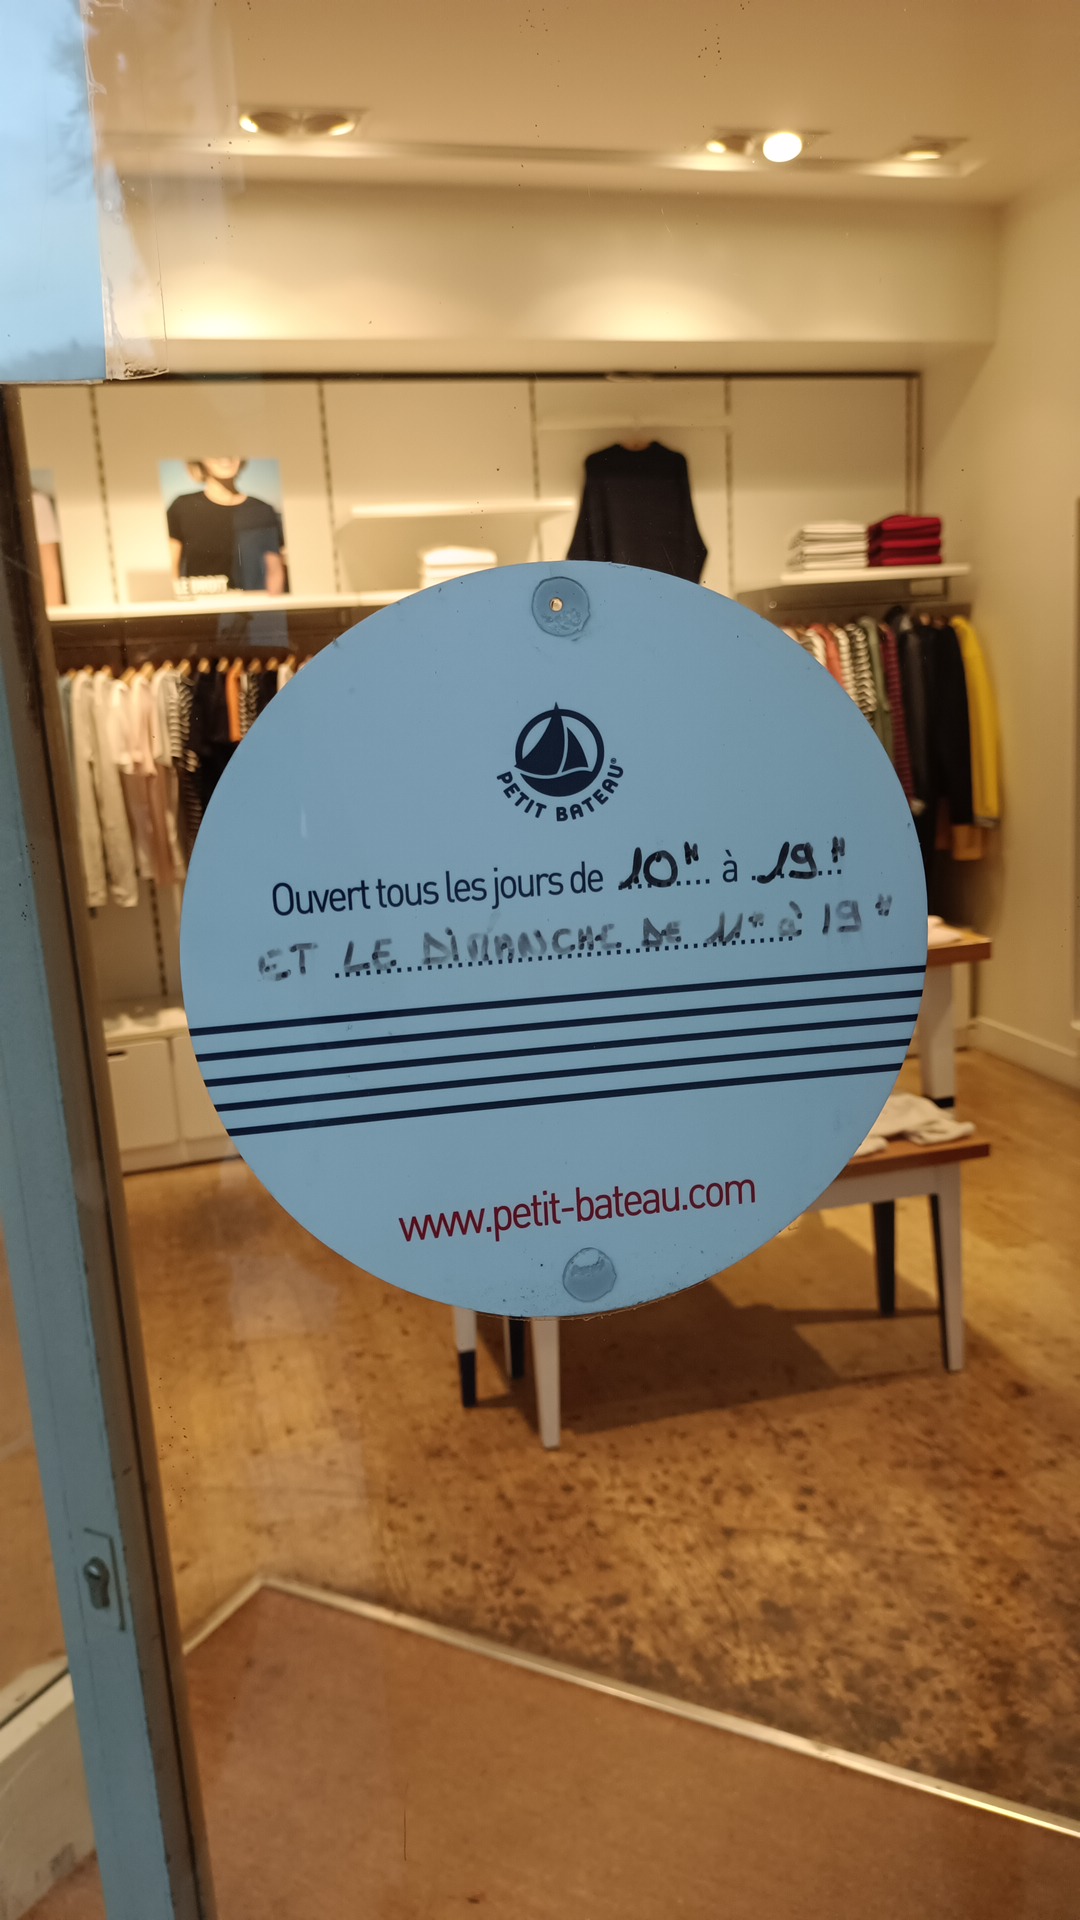 PETIT BATEAU®
Ouvert tous les jours de 10H à 19H
ET LE DIMANCHE DE 11H à 19H
www.petit-bateau.com